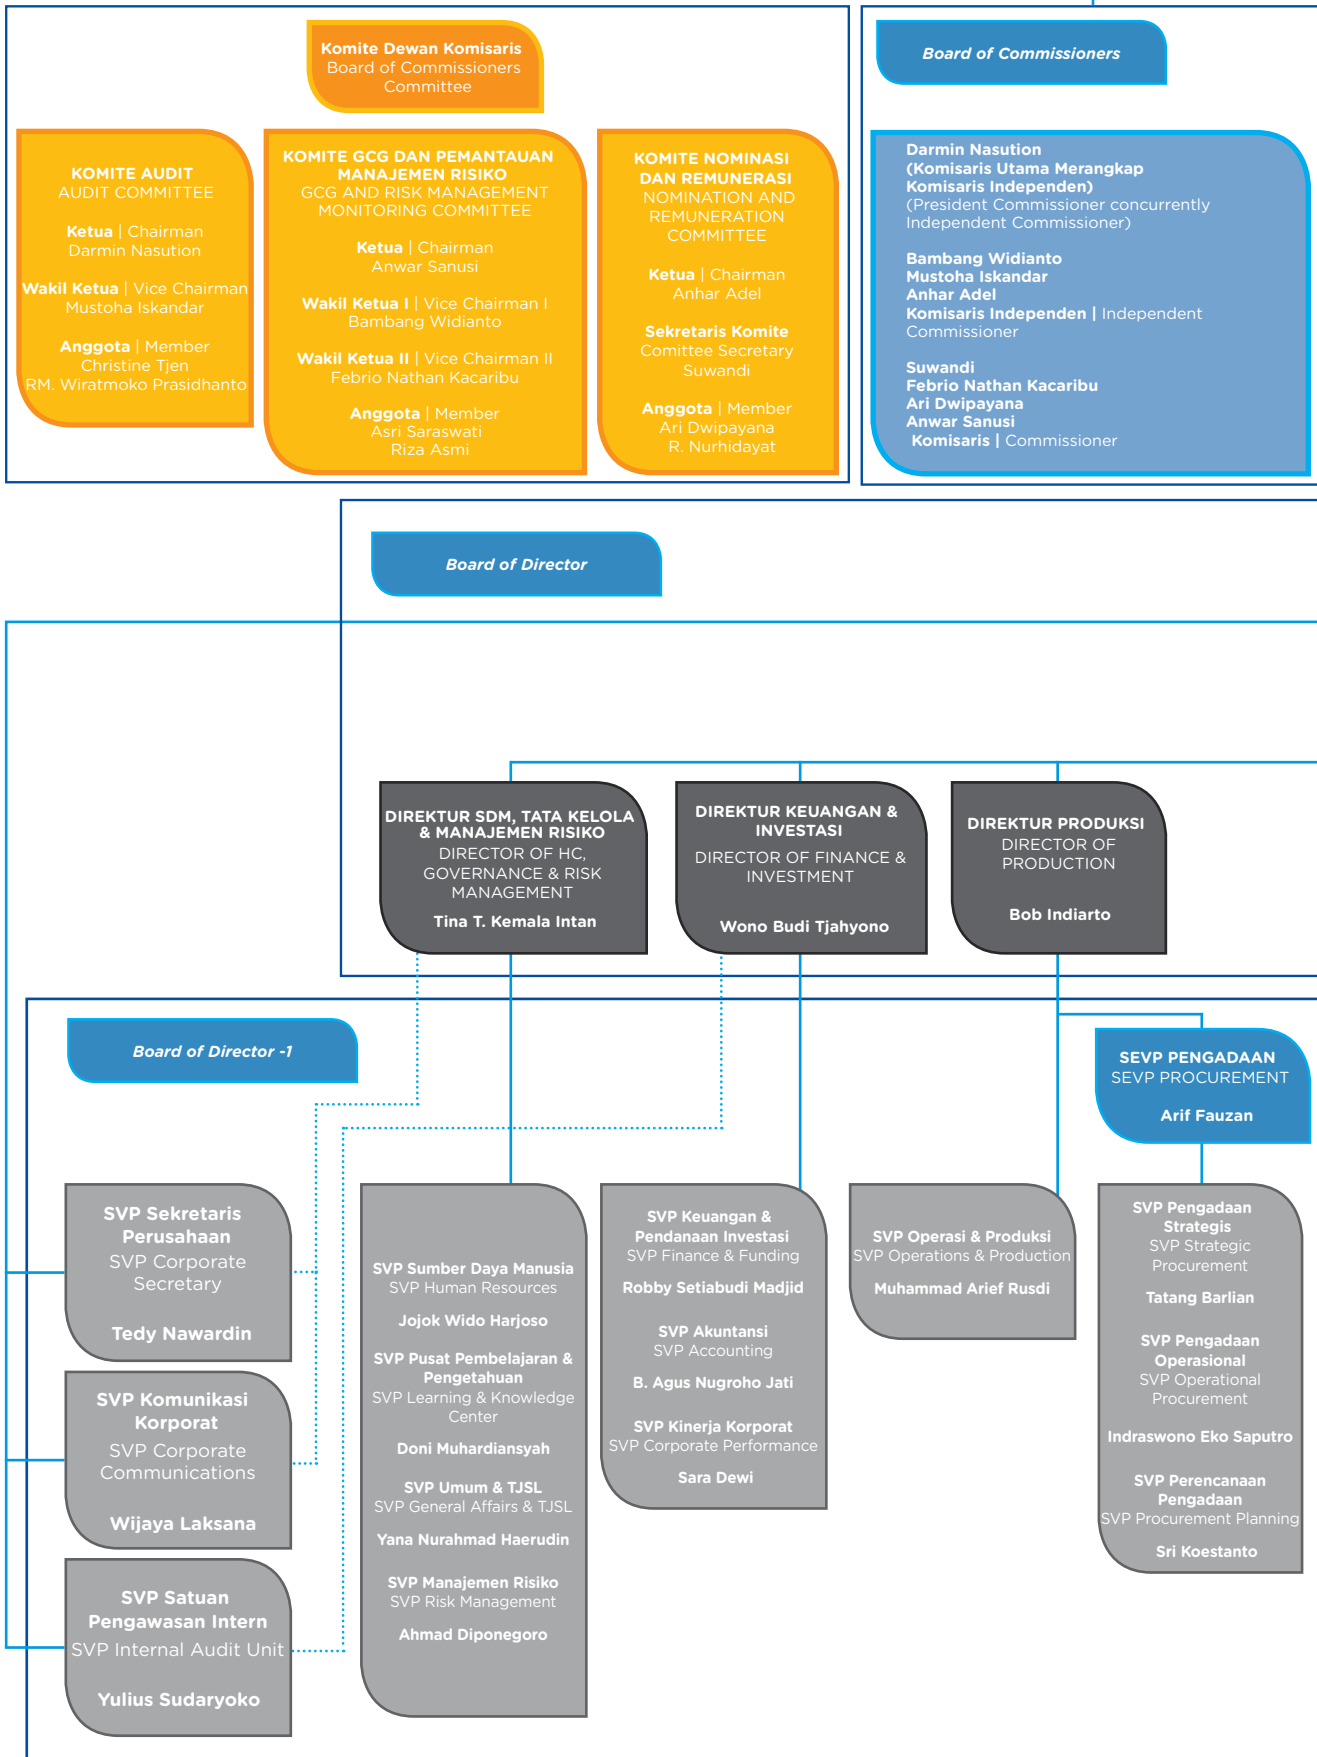 Komite Dewan Komisaris
Board of Commissioners
Committee
KOMITE AUDIT
AUDIT COMMITTEE
Ketua | Chairman
Darmin Nasution
Wakil Ketua | Vice Chairman
Mustoha Iskandar
Anggota | Member
Christine Tjen
RM. Wiratmoko Prasidhanto
KOMITE GCG DAN PEMANTAUAN
MANAJEMEN RISIKO
GCG AND RISK MANAGEMENT
MONITORING COMMITTEE
Ketua | Chairman
Anwar Sanusi
Wakil Ketua I | Vice Chairman I
Bambang Widianto
Wakil Ketua II | Vice Chairman II
Febrio Nathan Kacaribu
Anggota | Member
Asri Saraswati
Riza Asmi
KOMITE NOMINASI
DAN REMUNERASI
NOMINATION AND
REMUNERATION
COMMITTEE
Ketua | Chairman
Anhar Adel
Sekretaris Komite
Comittee Secretary
Suwandi
Anggota | Member
Ari Dwipayana
R. Nurhidayat
Board of Commissioners
Darmin Nasution
(Komisaris Utama Merangkap
Komisaris Independen)
(President Commissioner concurrently
Independent Commissioner)
Bambang Widianto
Mustoha Iskandar
Anhar Adel
Komisaris Independen | Independent
Commissioner
Suwandi
Febrio Nathan Kacaribu
Ari Dwipayana
Anwar Sanusi
Komisaris | Commissioner
Board of Director
DIREKTUR SDM, TATA KELOLA
& MANAJEMEN RISIKO
DIRECTOR OF HC,
GOVERNANCE & RISK
MANAGEMENT
Tina T. Kemala Intan
DIREKTUR KEUANGAN &
INVESTASI
DIRECTOR OF FINANCE &
INVESTMENT
Wono Budi Tjahyono
DIREKTUR PRODUKSI
DIRECTOR OF
PRODUCTION
Bob Indiarto
Board of Director -1
SEVP PENGADAAN
SEVP PROCUREMENT
Arif Fauzan
SVP Sekretaris
Perusahaan
SVP Corporate
Secretary
Tedy Nawardin
SVP Komunikasi
Korporat
SVP Corporate
Communications
Wijaya Laksana
SVP Satuan
Pengawasan Intern
SVP Internal Audit Unit
Yulius Sudaryoko
SVP Sumber Daya Manusia
SVP Human Resources
Jojok Wido Harjoso
SVP Pusat Pembelajaran &
Pengetahuan
SVP Learning & Knowledge
Center
Doni Muhardiansyah
SVP Umum & TJSL
SVP General Affairs & TJSL
Yana Nurahmad Haerudin
SVP Manajemen Risiko
SVP Risk Management
Ahmad Diponegoro
SVP Keuangan &
Pendanaan Investasi
SVP Finance & Funding
Robby Setiabudi Madjid
SVP Akuntansi
SVP Accounting
B. Agus Nugroho Jati
SVP Kinerja Korporat
SVP Corporate Performance
Sara Dewi
SVP Operasi & Produksi
SVP Operations & Production
Muhammad Arief Rusdi
SVP Pengadaan
Strategis
SVP Strategic
Procurement
Tatang Barlian
SVP Pengadaan
Operasional
SVP Operational
Procurement
Indraswono Eko Saputro
SVP Perencanaan
Pengadaan
SVP Procurement Planning
Sri Koestanto